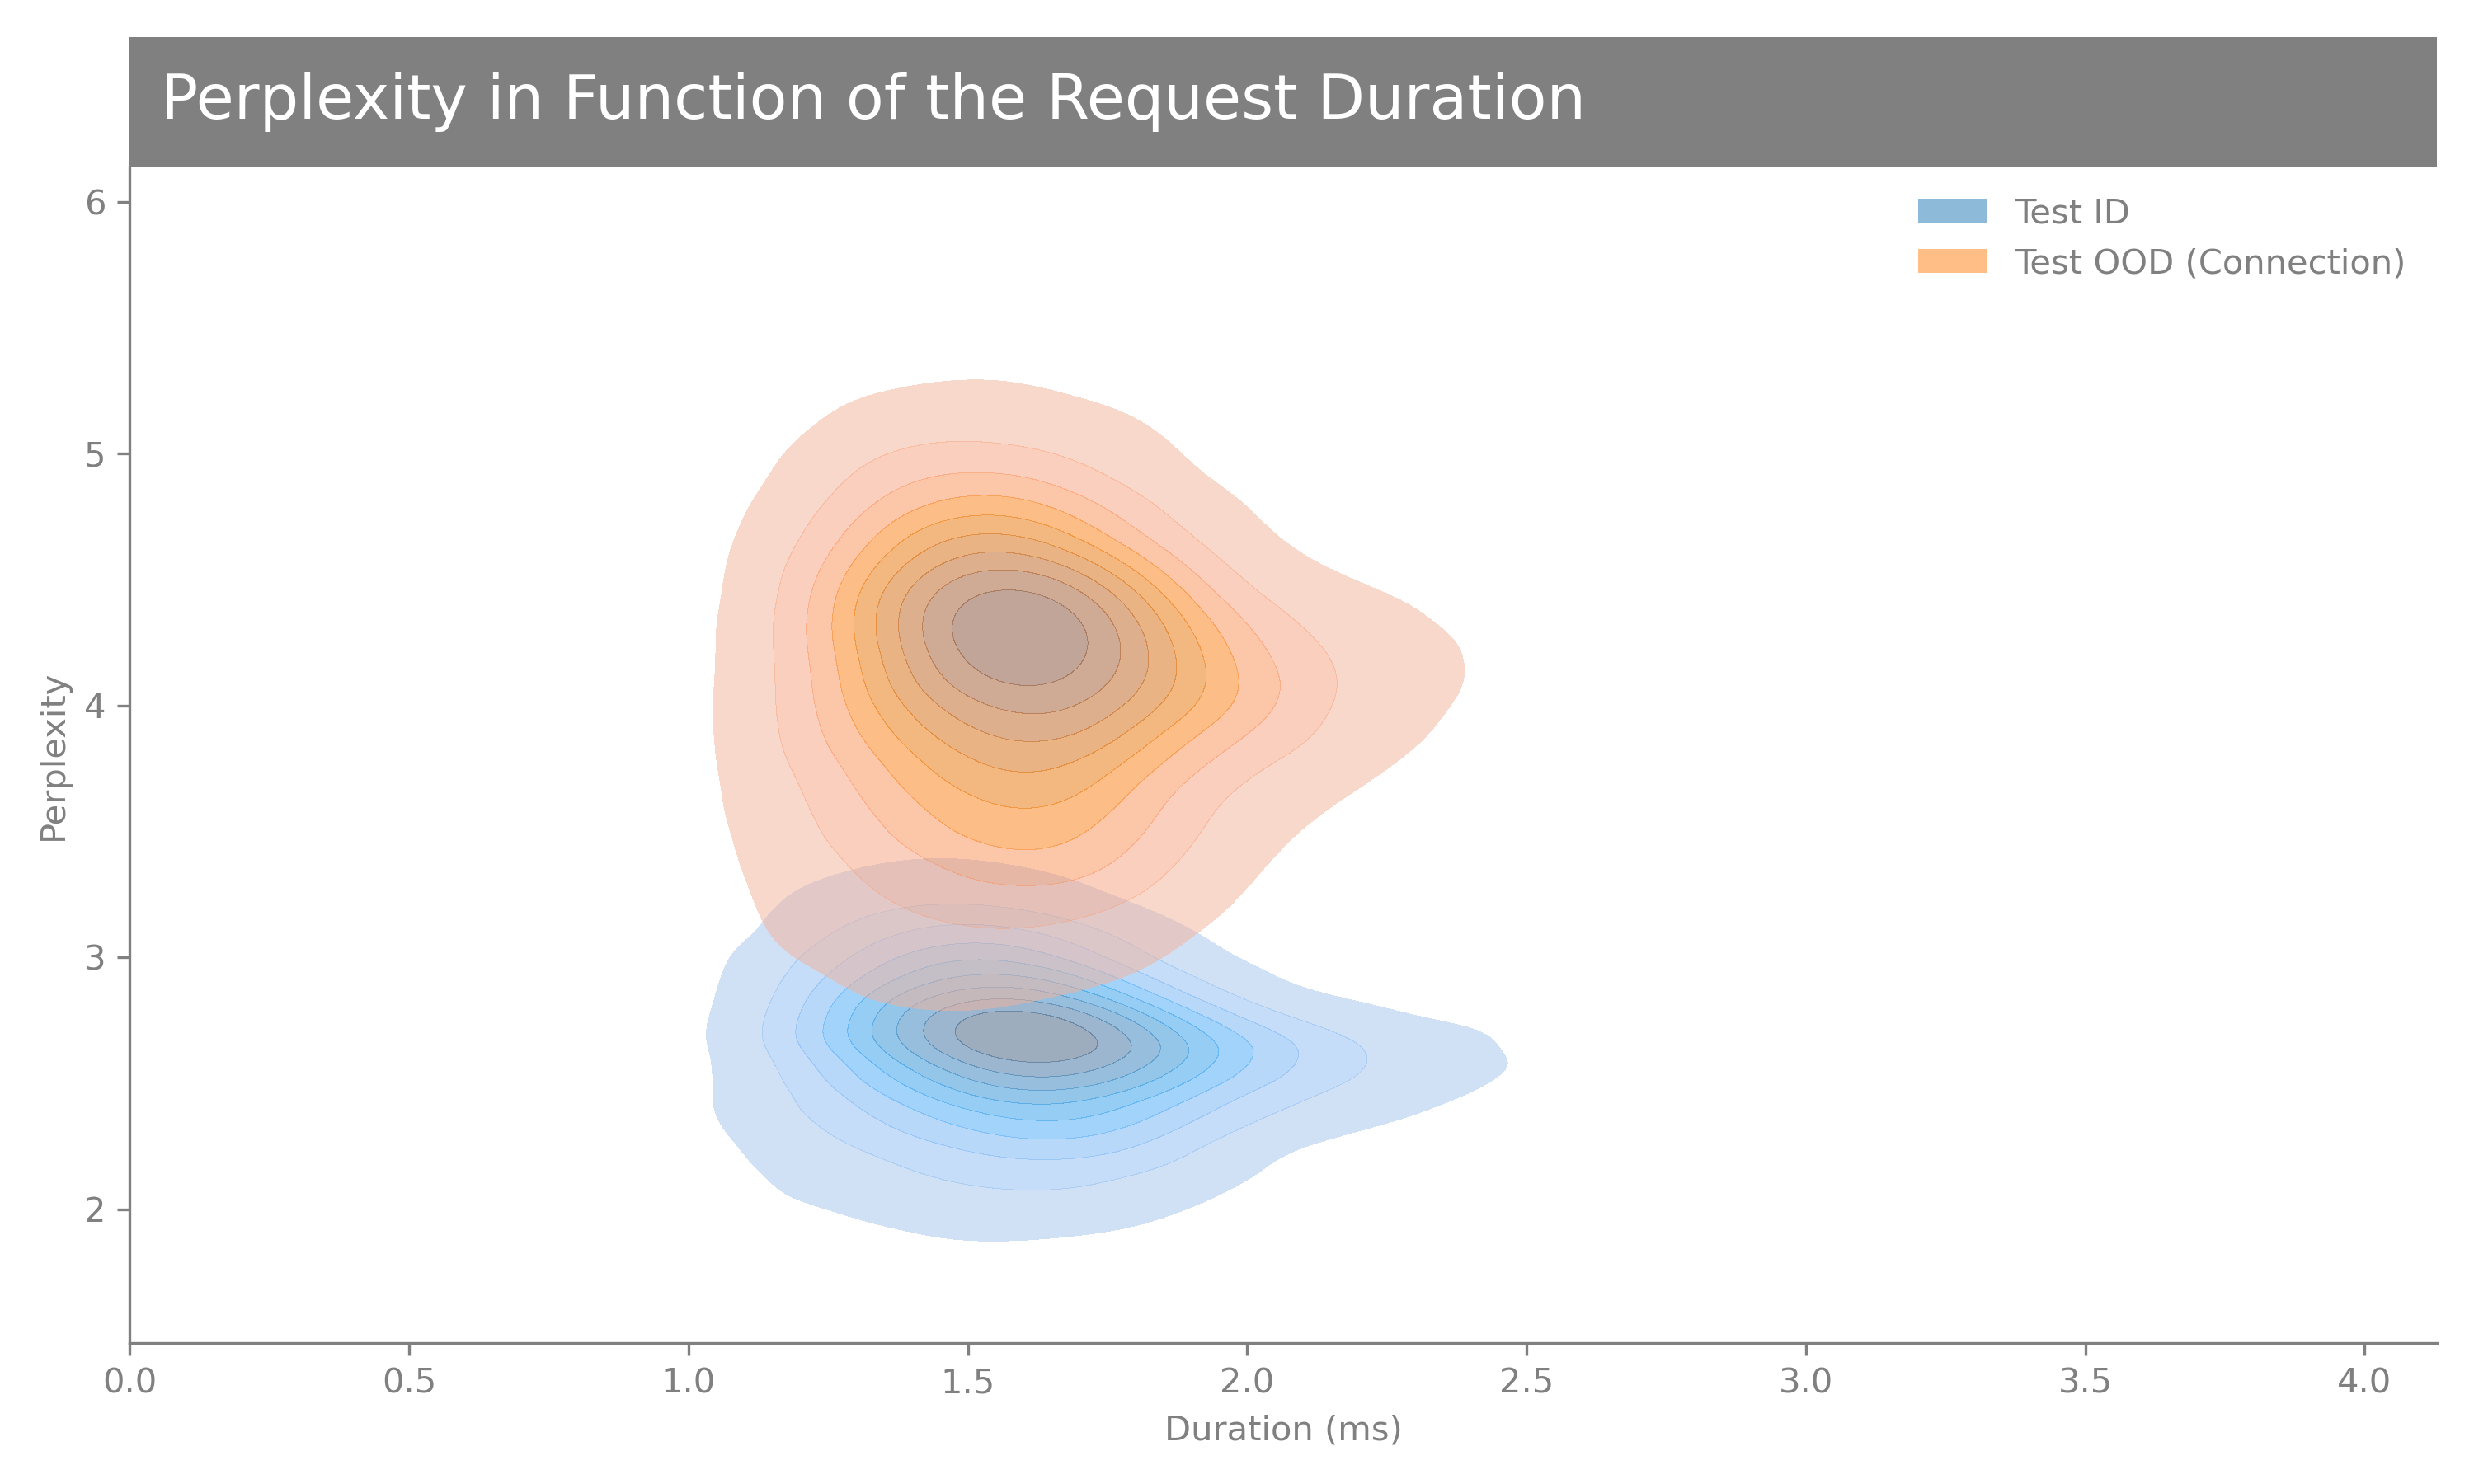 Perplexity in Function of the Request Duration
Test ID
Test OOD (Connection)
6
5
4
3
2
Perplexity
0.0 0.5 1.0 1.5 2.0 2.5 3.0 3.5 4.0
Duration (ms)